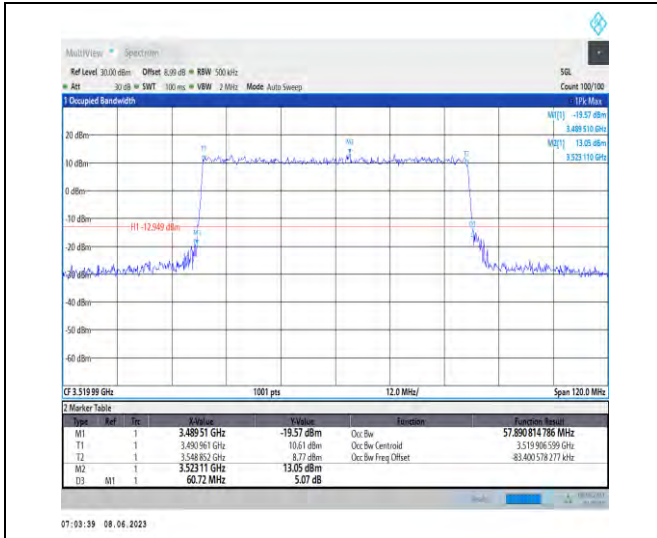 MultiView Spectrum
Ref Level 30.00 dBm Offset 8.99 dB RBW 500 kHz SGL
Att 30 dB SWT 100 ms VBW 2 MHz Mode Auto Sweep Count 100/100
1 Occupied Bandwidth 1Pk Max
M1[1] -19.57 dBm
3.489 510 GHz
M2[1] 13.05 dBm
3.523 110 GHz
20 dBm
M2
10 dBm
0 dBm
-10 dBm
H1 -12.949 dBm
-20 dBm
-40 dBm
-50 dBm
-60 dBm
CF 3.519 99 GHz 1001 pts 12.0 MHz/ Span 120.0 MHz
2 Marker Table
Type Ref Trc X-Value Y-Value Function Function Result
M1 1 3.489 51 GHz -19.57 dBm Occ Bw 57.890 814 786 MHz
T1 1 3.490 961 GHz 10.61 dBm Occ Bw Centroid 3.519 906 599 GHz
T2 1 3.548 852 GHz 8.77 dBm Occ Bw Freq Offset -83.400 578 277 kHz
M2 1 3.523 11 GHz 13.05 dBm
D3 M1 1 60.72 MHz 5.07 dB
07:03:39 08.06.2023